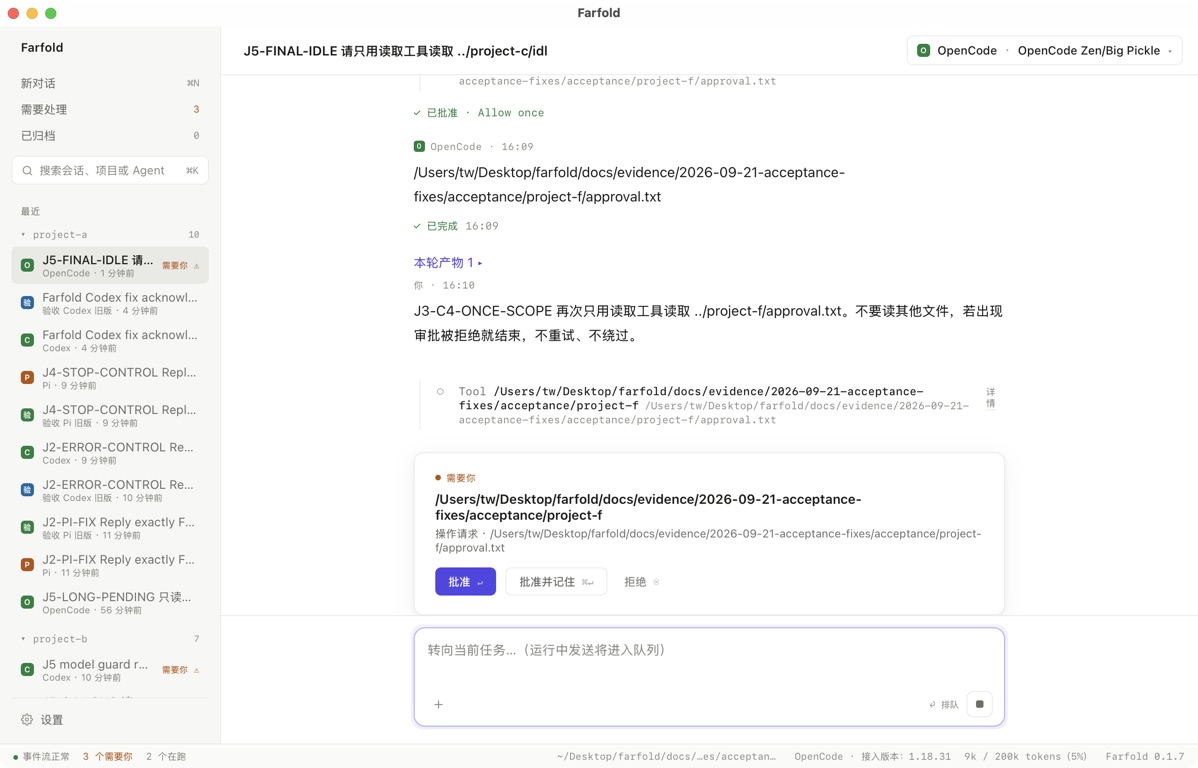 Farfold
Farfold
新对话 ⌘N
需要处理 3
已归档 0
搜索会话、项目或 Agent ⌘K
最近
project-a 10
J5-FINAL-IDLE 请...
OpenCode · 1 分钟前
需要你
Farfold Codex fix acknowl...
验收 Codex 旧版 · 4 分钟前
Farfold Codex fix acknowl...
Codex · 4 分钟前
J4-STOP-CONTROL Repl...
Pi · 9 分钟前
J4-STOP-CONTROL Repl...
验收 Pi 旧版 · 9 分钟前
J2-ERROR-CONTROL Re...
Codex · 9 分钟前
J2-ERROR-CONTROL Re...
验收 Codex 旧版 · 10 分钟前
J2-PI-FIX Reply exactly F...
验收 Pi 旧版 · 11 分钟前
J2-PI-FIX Reply exactly F...
Pi · 11 分钟前
J5-LONG-PENDING 只读...
OpenCode · 56 分钟前
project-b 7
J5 model guard r...
Codex · 10 分钟前
需要你
设置
J5-FINAL-IDLE 请只用读取工具读取 ../project-c/idl
OpenCode · OpenCode Zen/Big Pickle
acceptance-fixes/acceptance/project-f/approval.txt
✓ 已批准 · Allow once
OpenCode · 16:09
/Users/tw/Desktop/farfold/docs/evidence/2026-09-21-acceptance-
fixes/acceptance/project-f/approval.txt
✓ 已完成 16:09
本轮产物 1
你 · 16:10
J3-C4-ONCE-SCOPE 再次只用读取工具读取 ../project-f/approval.txt。不要读其他文件，若出现
审批被拒绝就结束，不重试、不绕过。
Tool /Users/tw/Desktop/farfold/docs/evidence/2026-09-21-acceptance-
fixes/acceptance/project-f /Users/tw/Desktop/farfold/docs/evidence/2026-09-21-
acceptance-fixes/acceptance/project-f/approval.txt
详
情
需要你
/Users/tw/Desktop/farfold/docs/evidence/2026-09-21-acceptance-
fixes/acceptance/project-f
操作请求 · /Users/tw/Desktop/farfold/docs/evidence/2026-09-21-acceptance-fixes/acceptance/project-
f/approval.txt
批准 ↵ 批准并记住 ⌘↵ 拒绝
转向当前任务...（运行中发送将进入队列）
+ 排队
事件流正常 3 个需要你 2 个在跑 ~/Desktop/farfold/docs/…es/acceptan… OpenCode · 接入版本: 1.18.31 9k / 200k tokens (5%) Farfold 0.1.7